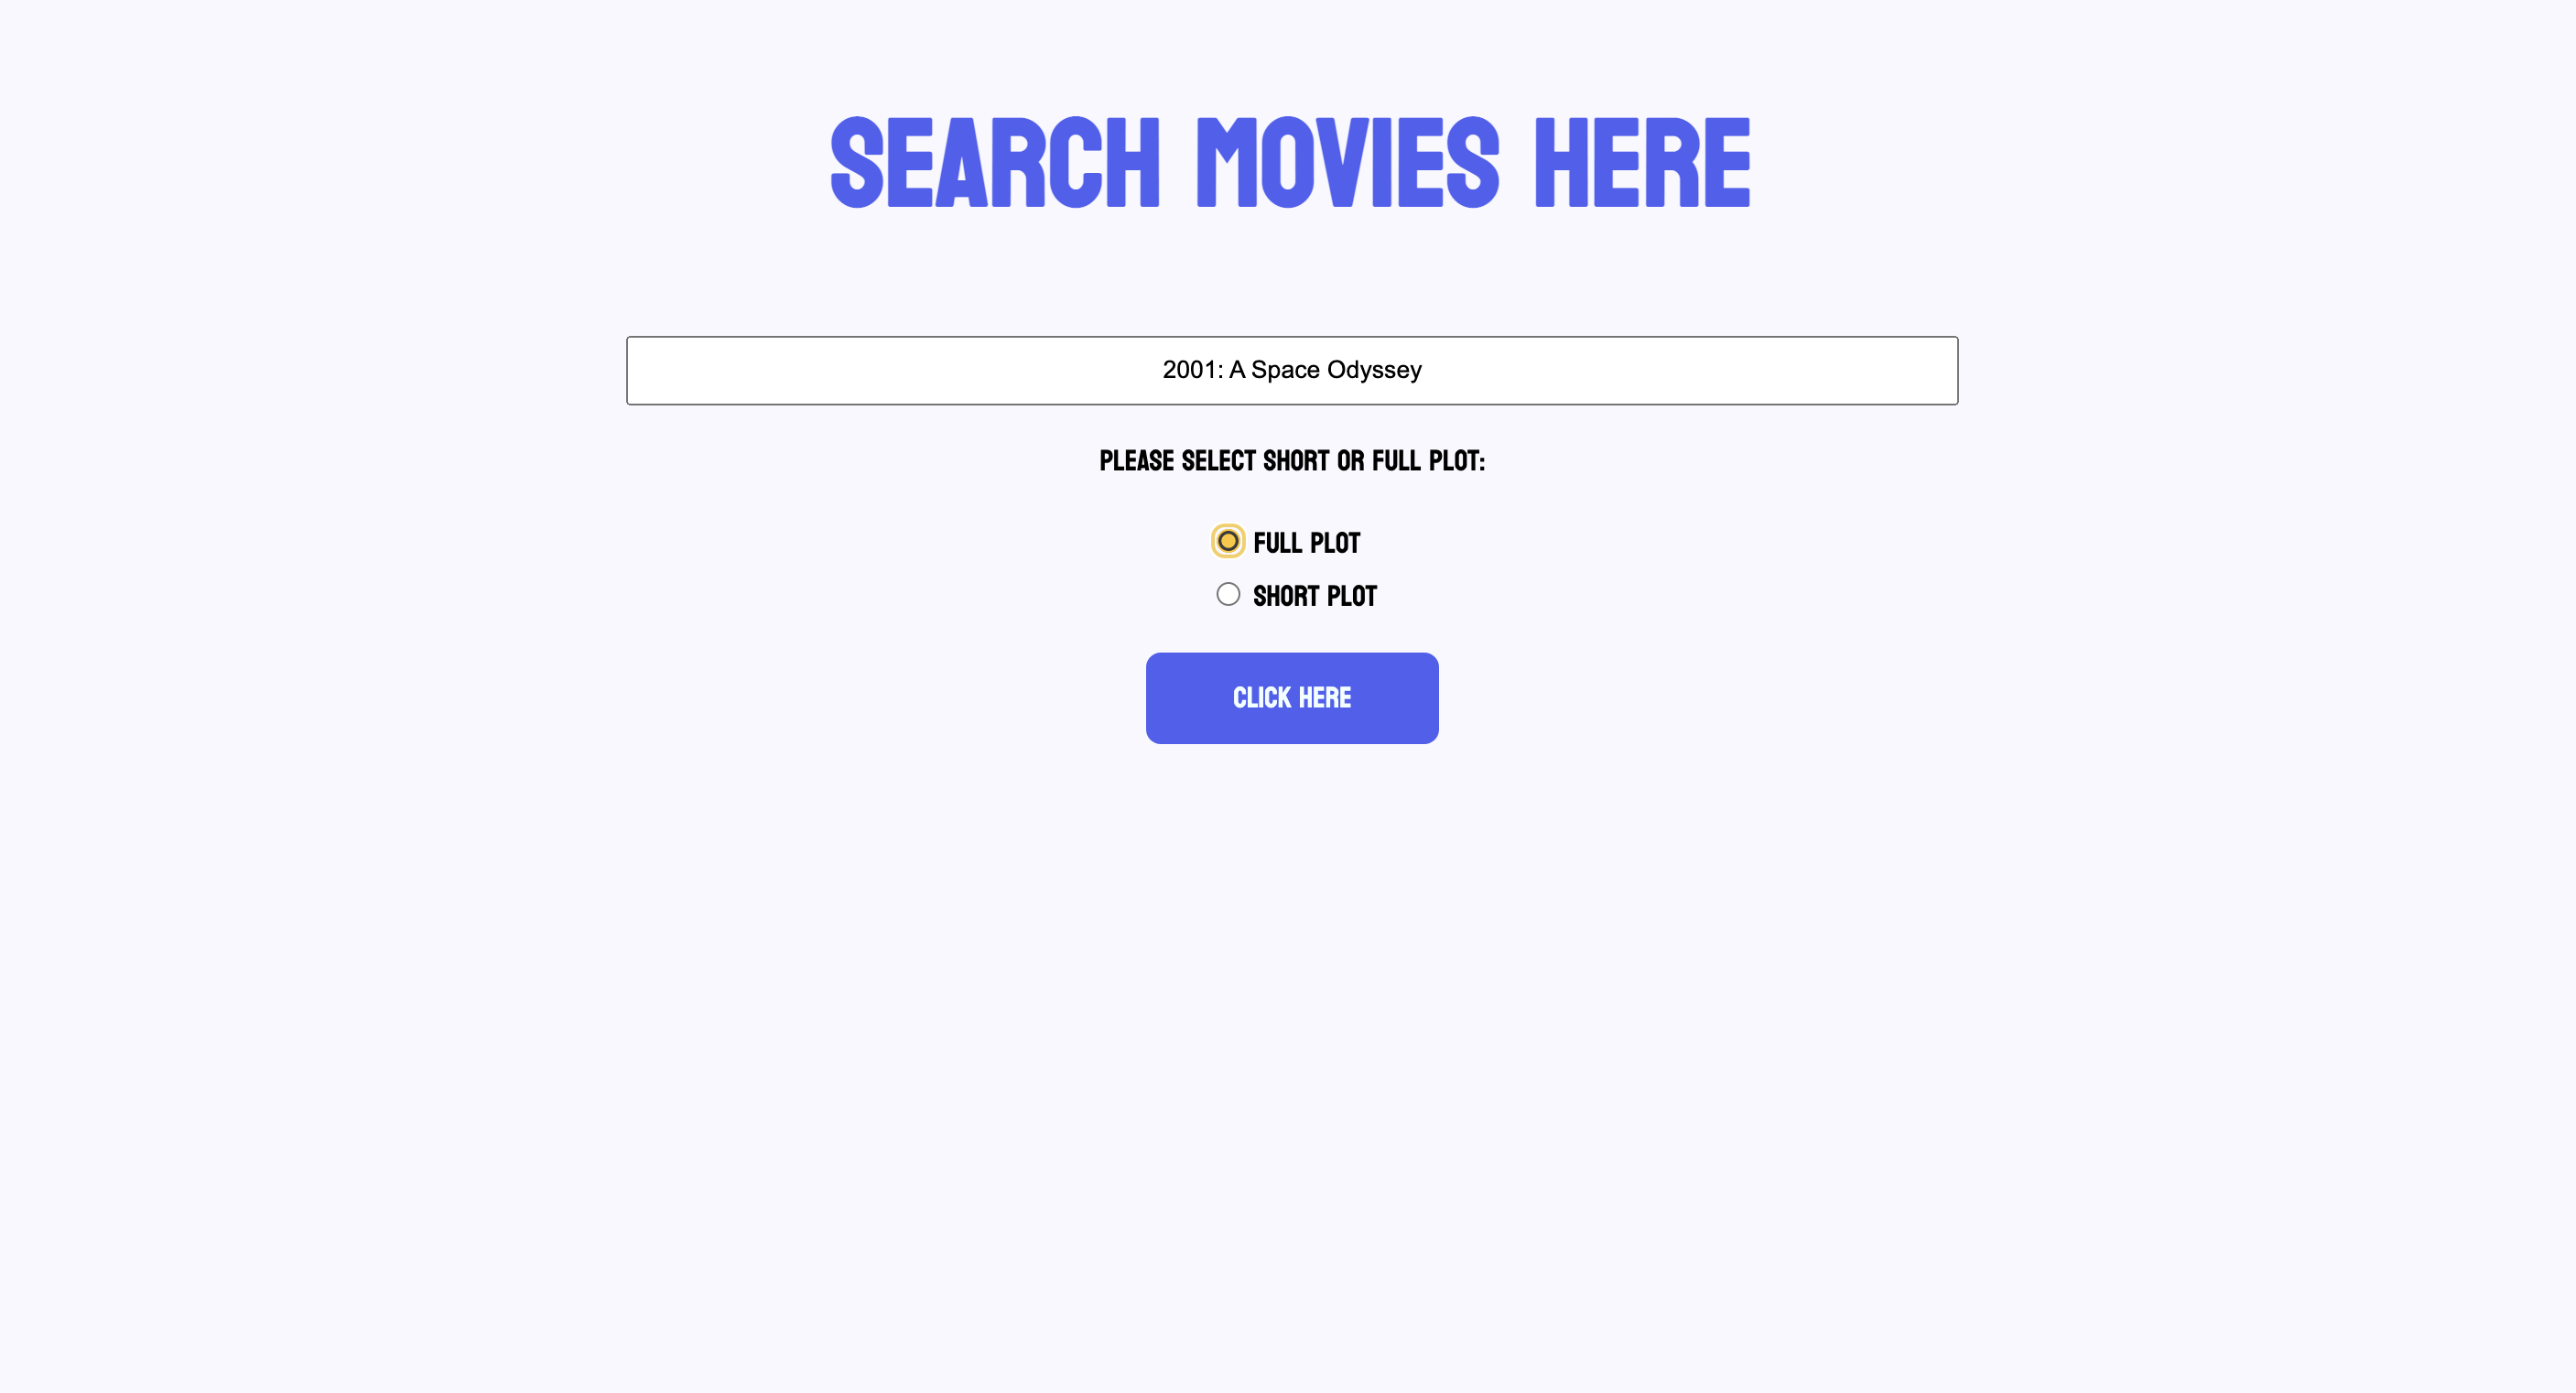 SEARCH MOVIES HERE
2001: A Space Odyssey
PLEASE SELECT SHORT OR FULL PLOT:
FULL PLOT
SHORT PLOT
CLICK HERE